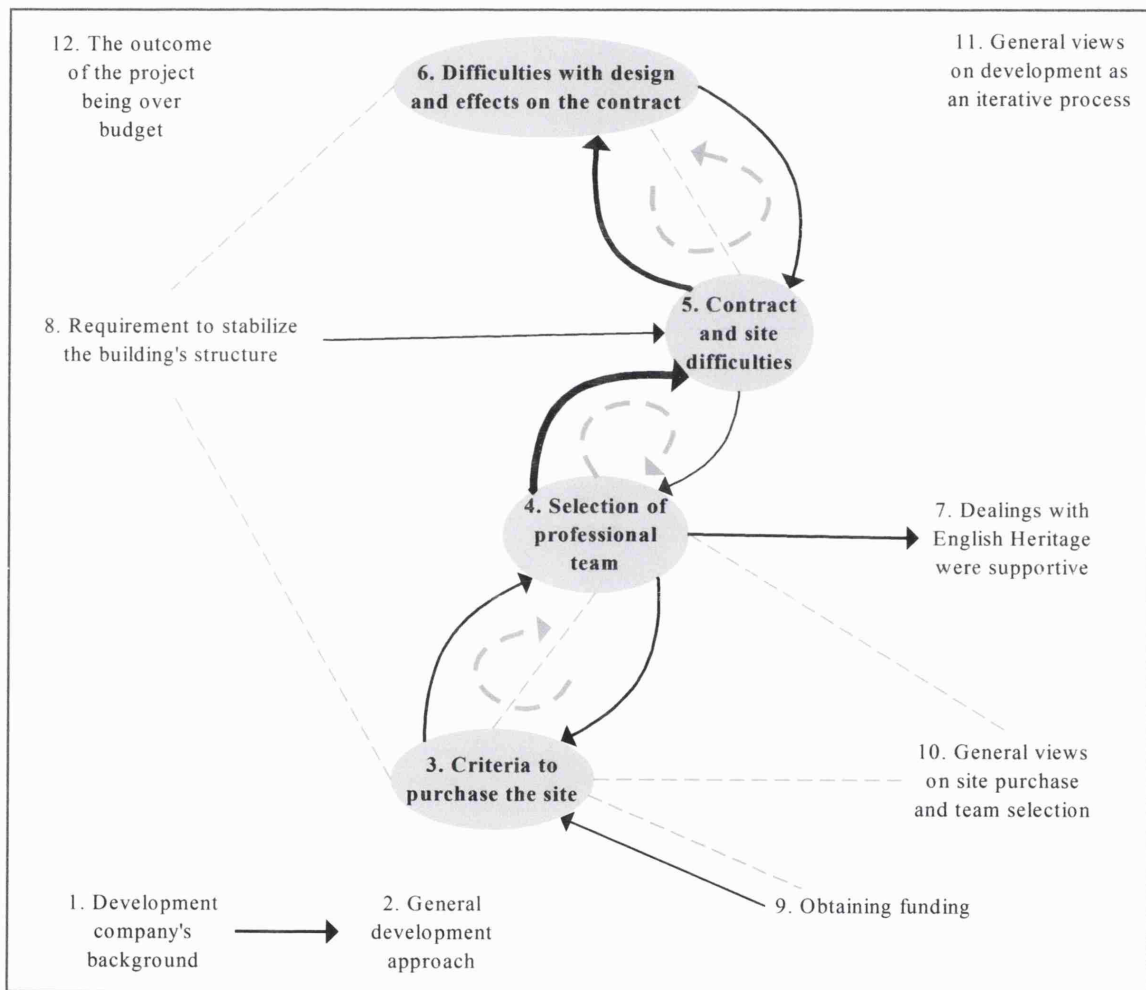 12. The outcome
of the project
being over
budget
6. Difficulties with design
and effects on the contract
11. General views
on development as
an iterative process
8. Requirement to stabilize
the building's structure
5. Contract
and site
difficulties
4. Selection of
professional
team
7. Dealings with
English Heritage
were supportive
3. Criteria to
purchase the site
10. General views
on site purchase
and team selection
1. Development
company's
background
2. General
development
approach
9. Obtaining funding